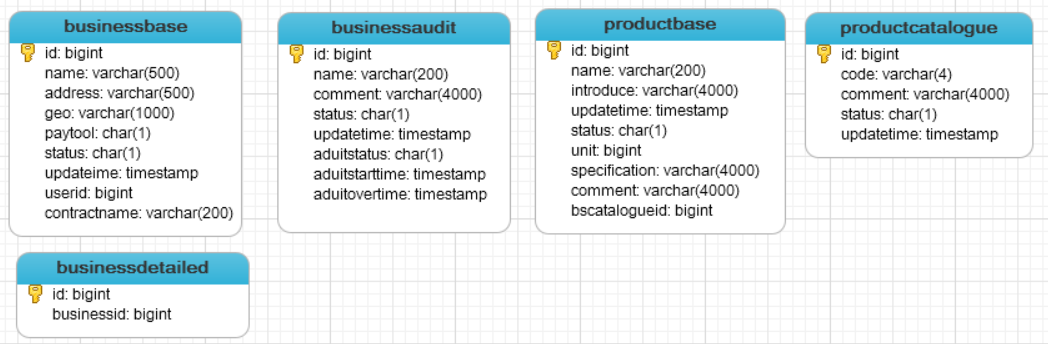 businessbase
id: bigint
name: varchar(500)
address: varchar(500)
geo: varchar(1000)
paytool: char(1)
status: char(1)
updateime: timestamp
userid: bigint
contractname: varchar(200)
businessaudit
id: bigint
name: varchar(200)
comment: varchar(4000)
status: char(1)
updatetime: timestamp
aduitstatus: char(1)
aduitstarttime: timestamp
aduitovertime: timestamp
productbase
id: bigint
name: varchar(200)
introduce: varchar(4000)
updatetime: timestamp
status: char(1)
unit: bigint
specification: varchar(4000)
comment: varchar(4000)
bscatalogueid: bigint
productcatalogue
id: bigint
code: varchar(4)
comment: varchar(4000)
status: char(1)
updatetime: timestamp
businessdetailed
id: bigint
businessid: bigint